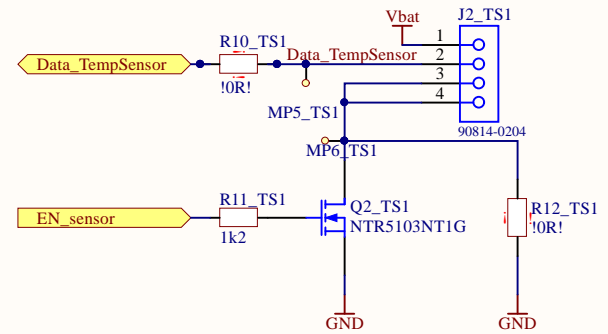 J2_TS1
Vbat
R10_TS1
1
Data_TempSensor
Data_TempSensor
2
!0R!
3
4
MP5_TS1
90814-0204
MP6_TS1
R11_TS1
Q2_TS1
R12_TS1
EN_sensor
NTR5103NT1G
!0R!
1k2
GND
GND